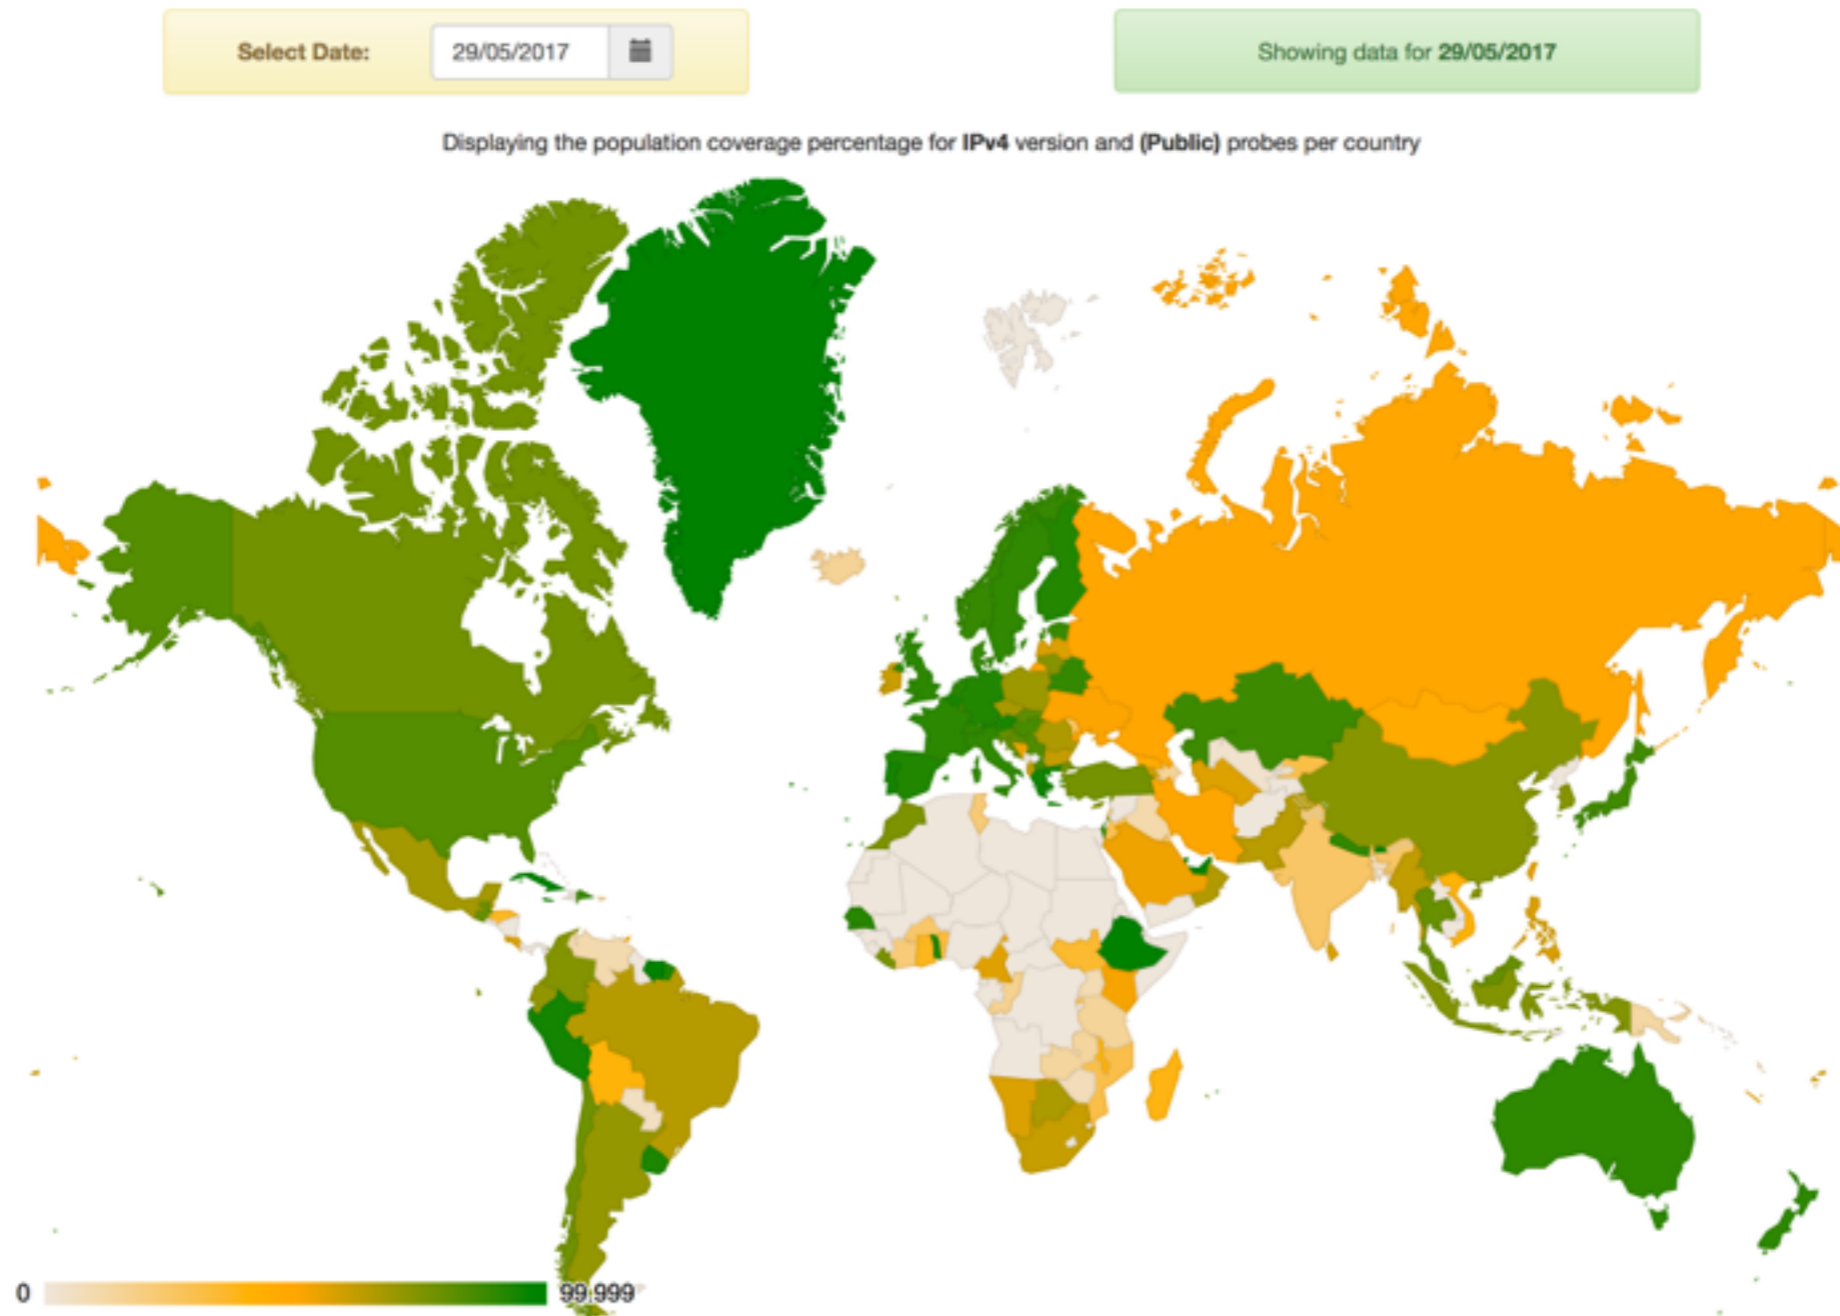 Select Date: 29/05/2017
Showing data for 29/05/2017
Displaying the population coverage percentage for IPv4 version and (Public) probes per country
0 99,999